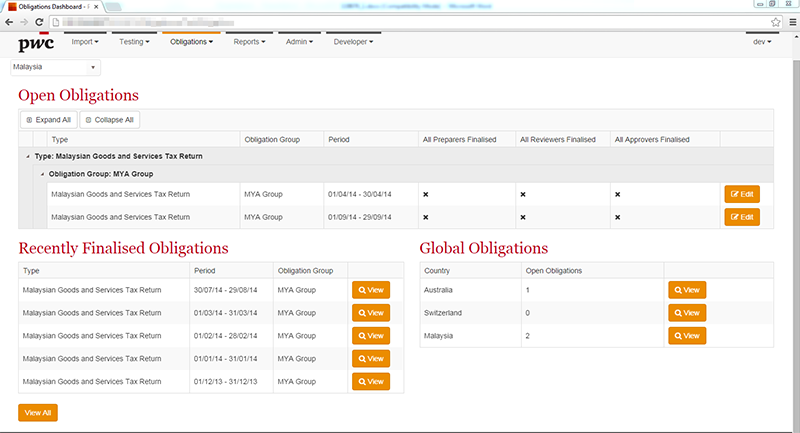 Obligations Dashboard - P
pwc
Import Testing Obligations Reports Admin Developer dev
Malaysia
Open Obligations
Expand All Collapse All
Type Obligation Group Period All Preparers Finalised All Reviewers Finalised All Approvers Finalised
Type: Malaysian Goods and Services Tax Return
Obligation Group: MYA Group
Malaysian Goods and Services Tax Return MYA Group 01/04/14 - 30/04/14 Edit
Malaysian Goods and Services Tax Return MYA Group 01/09/14 - 29/09/14 Edit
Recently Finalised Obligations
Type Period Obligation Group
Malaysian Goods and Services Tax Return 30/07/14 - 29/08/14 MYA Group View
Malaysian Goods and Services Tax Return 01/03/14 - 31/03/14 MYA Group View
Malaysian Goods and Services Tax Return 01/02/14 - 28/02/14 MYA Group View
Malaysian Goods and Services Tax Return 01/01/14 - 31/01/14 MYA Group View
Malaysian Goods and Services Tax Return 01/12/13 - 31/12/13 MYA Group View
View All
Global Obligations
Country Open Obligations
Australia 1 View
Switzerland 0 View
Malaysia 2 View